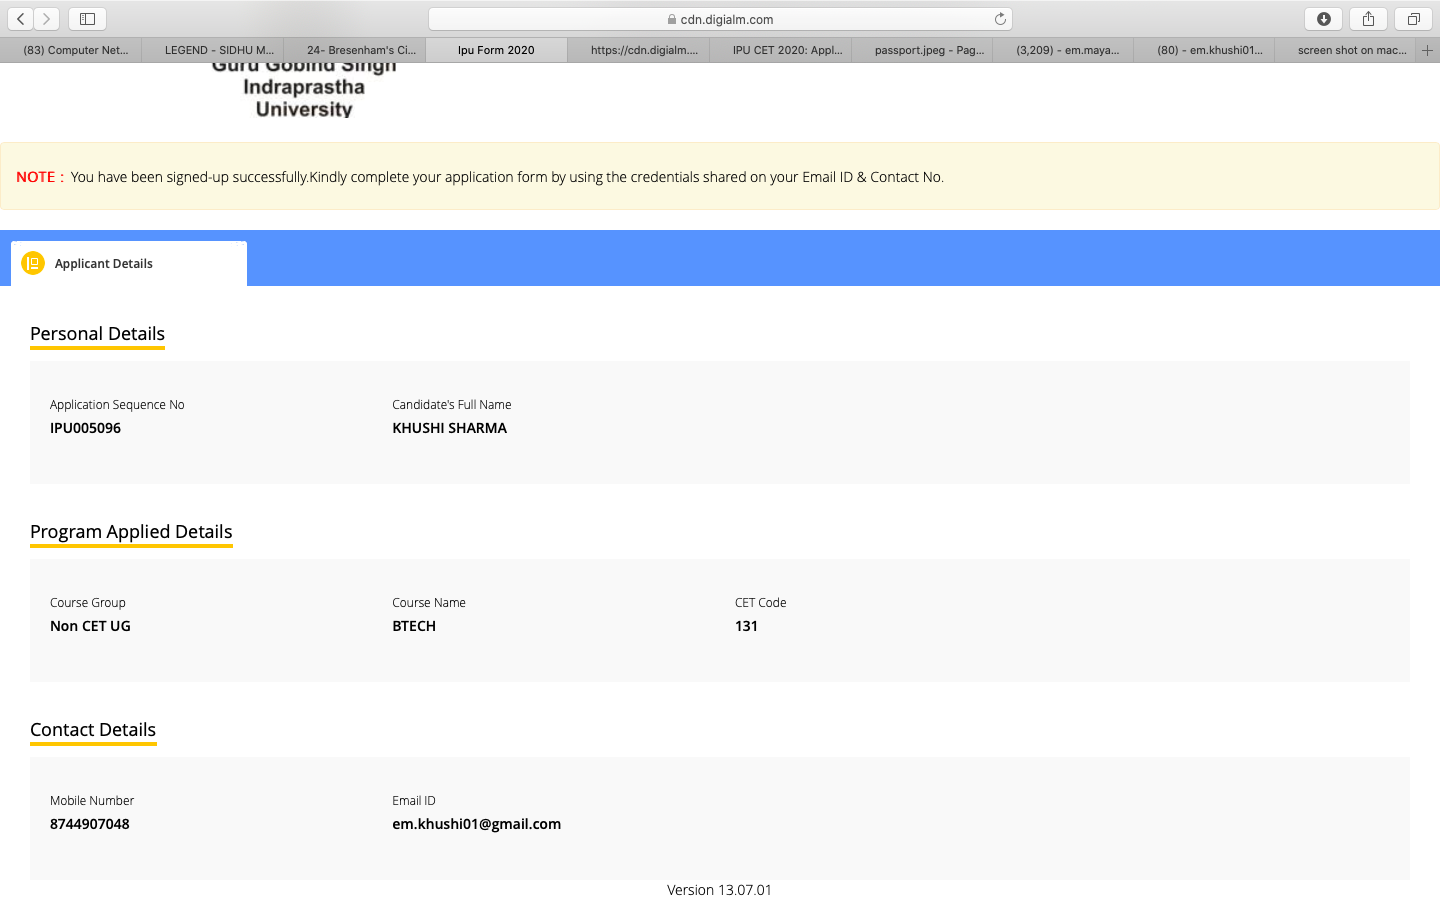 cdn.digialm.com
(83) Computer Net... LEGEND - SIDHU M... 24- Bresenham's Ci... Ipu Form 2020 https://cdn.digialm.... IPU CET 2020: Appl... passport.jpeg - Pag... (3,209) - em.maya... (80) - em.khushi01... screen shot on mac...
Guru Gobind Singh
Indraprastha
University
NOTE : You have been signed-up successfully.Kindly complete your application form by using the credentials shared on your Email ID & Contact No.
Applicant Details
Personal Details
Application Sequence No Candidate's Full Name
IPU005096 KHUSHI SHARMA
Program Applied Details
Course Group Course Name CET Code
Non CET UG BTECH 131
Contact Details
Mobile Number Email ID
8744907048 em.khushi01@gmail.com
Version 13.07.01